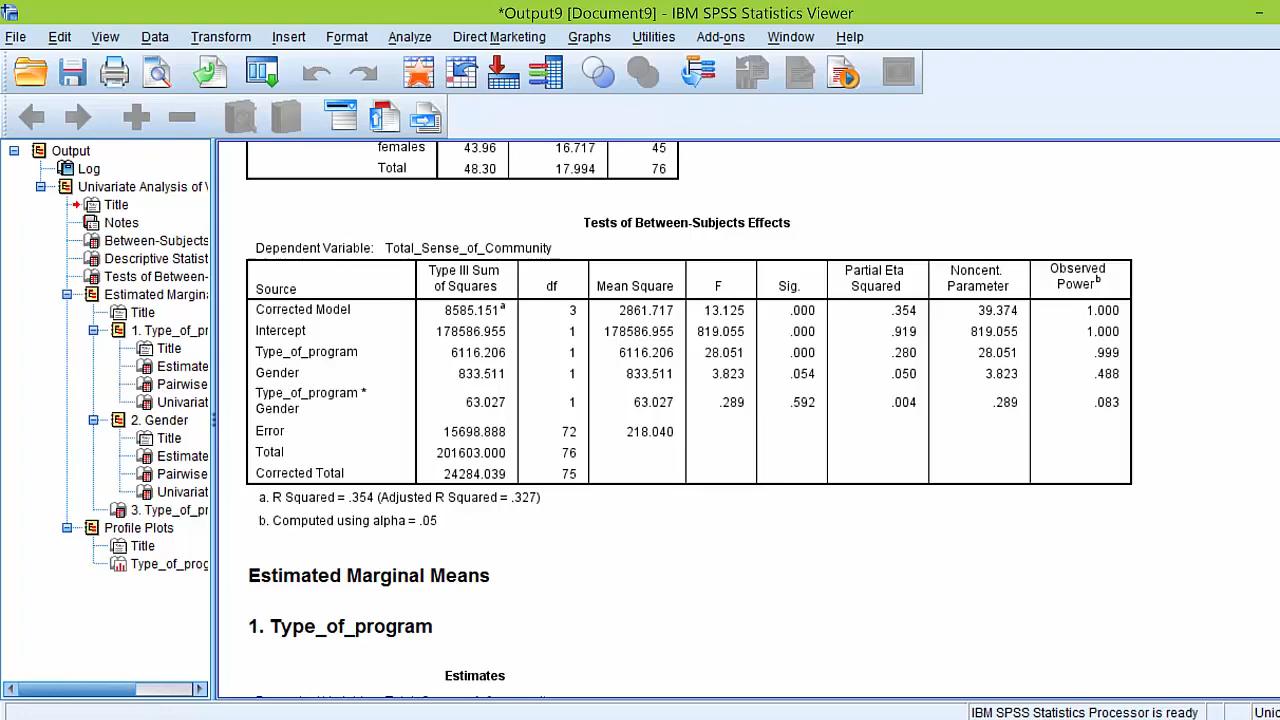 *Output9 [Document9] - IBM SPSS Statistics Viewer
File Edit View Data Transform Insert Format Analyze Direct Marketing Graphs Utilities Add-ons Window Help
Output
Log
Univariate Analysis of V
Title
Notes
Between-Subjects
Descriptive Statist
Tests of Between-
Estimated Margina
Title
1. Type_of_pr
Title
Estimate
Pairwise
Univariat
2. Gender
Title
Estimate
Pairwise
Univariat
3. Type_of_pr
Profile Plots
Title
Type_of_prog
females 43.96 16.717 45
Total 48.30 17.994 76
Tests of Between-Subjects Effects
Dependent Variable: Total_Sense_of_Community
Source Type III Sum of Squares df Mean Square F Sig. Partial Eta Squared Noncent. Parameter Observed Power b
Corrected Model 8585.151a 3 2861.717 13.125 .000 .354 39.374 1.000
Intercept 178586.955 1 178586.955 819.055 .000 .919 819.055 1.000
Type_of_program 6116.206 1 6116.206 28.051 .000 .280 28.051 .999
Gender 833.511 1 833.511 3.823 .054 .050 3.823 .488
Type_of_program * Gender 63.027 1 63.027 .289 .592 .004 .289 .083
Error 15698.888 72 218.040
Total 201603.000 76
Corrected Total 24284.039 75
a. R Squared = .354 (Adjusted R Squared = .327)
b. Computed using alpha = .05
Estimated Marginal Means
1. Type_of_program
Estimates
IBM SPSS Statistics Processor is ready
Unic